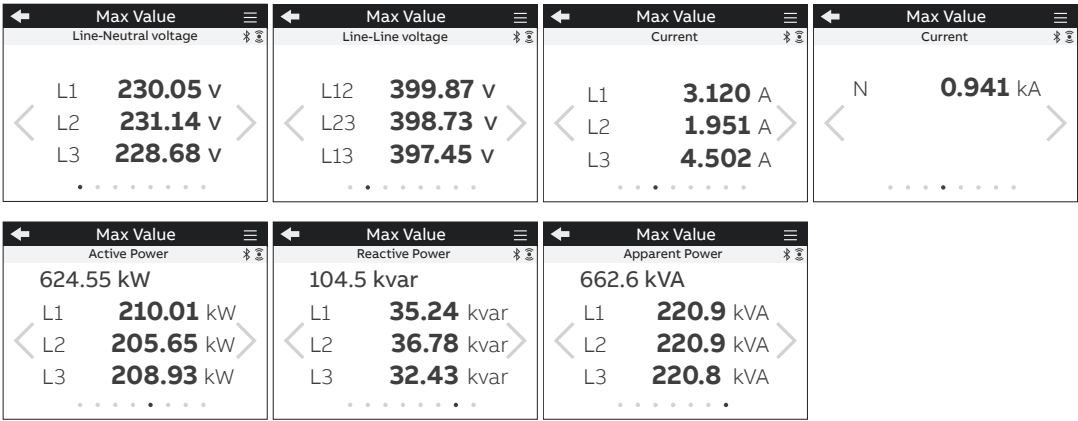 Max Value
Line-Neutral voltage
L1 230.05 V
L2 231.14 V
L3 228.68 V
Max Value
Line-Line voltage
L12 399.87 V
L23 398.73 V
L13 397.45 V
Max Value
Current
L1 3.120 A
L2 1.951 A
L3 4.502 A
Max Value
Current
N 0.941 kA
Max Value
Active Power
624.55 kW
L1 210.01 kW
L2 205.65 kW
L3 208.93 kW
Max Value
Reactive Power
104.5 kvar
L1 35.24 kvar
L2 36.78 kvar
L3 32.43 kvar
Max Value
Apparent Power
662.6 kVA
L1 220.9 kVA
L2 220.9 kVA
L3 220.8 kVA